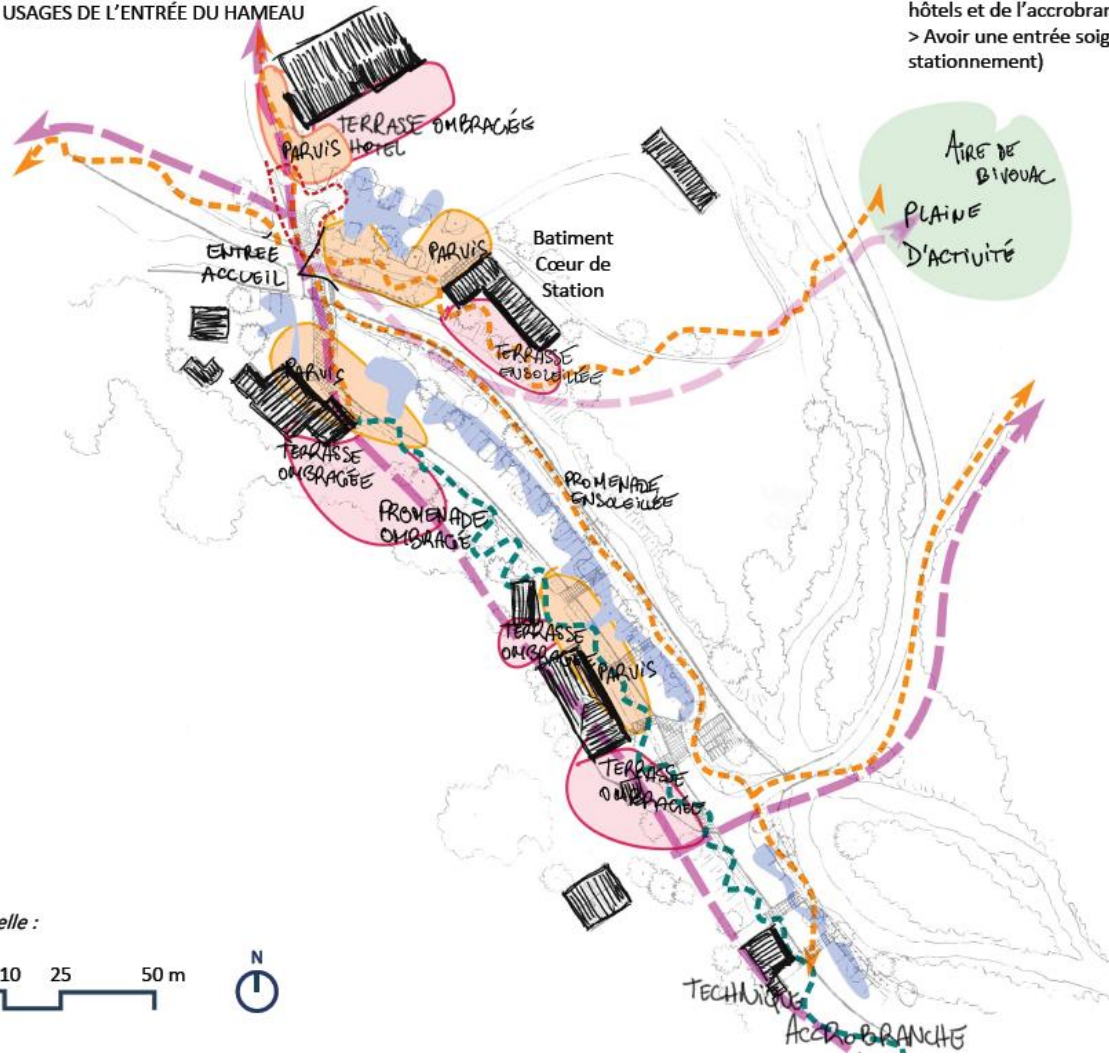 USAGES DE L'ENTRÉE DU HAMEAU
hôtels et de l'accrobran
> Avoir une entrée soig
stationnement)
TERRASSE OMBRAGÉE
HOTEL
PARVIS
AIRE DE
BIVOUAC
PLAINE
D'ACTIVITÉ
ENTRÉE
ACCUEIL
PARVIS
Batiment
Cœur de
Station
TERRASSE
ENSOLEILLÉE
PARVIS
TERRASSE
OMBRAGÉE
PROMENADE
OMBRAGÉE
PROMENADE
ENSOLEILLÉE
TERRASSE
OMBRAGÉE
PARVIS
TERRASSE
OMBRAGÉE
elle :
10 25 50 m
N
TECHNIQUE
ACCROBRANCHE